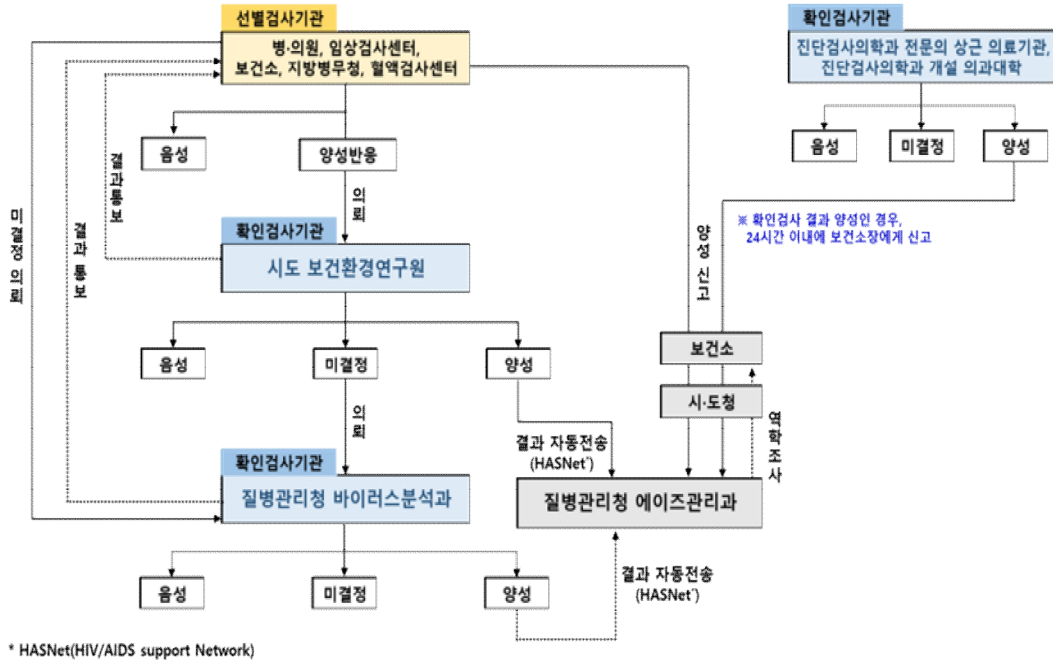 선별검사기관
병·의원, 임상검사센터,
보건소, 지방병무청, 혈액검사센터
확인검사기관
진단검사의학과 전문의 상근 의료기관,
진단검사의학과 개설 의과대학
음성
양성반응
음성
미결정
양성
결과통보
의뢰
미결정 의뢰
결과 통보
양성 신고
※ 확인검사 결과 양성인 경우,
24시간 이내에 보건소장에게 신고
확인검사기관
시도 보건환경연구원
음성
미결정
양성
보건소
시·도청
의뢰
역학조사
결과 자동전송
(HASNet*)
확인검사기관
질병관리청 바이러스분석과
질병관리청 에이즈관리과
음성
미결정
양성
결과 자동전송
(HASNet*)
* HASNet(HIV/AIDS support Network)